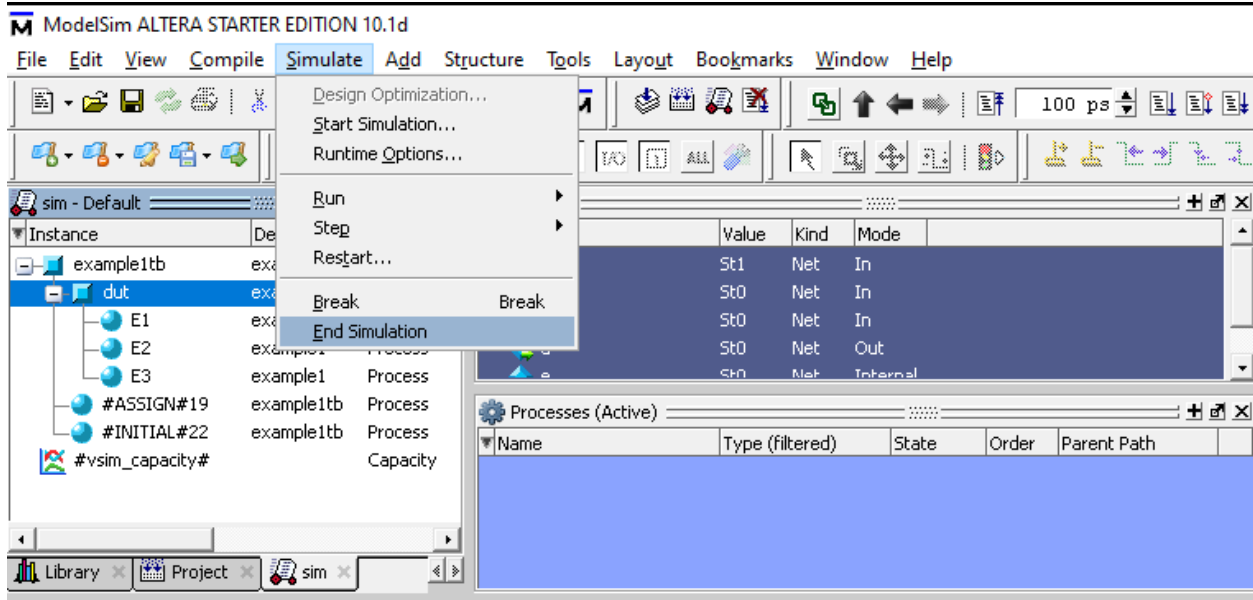 ModelSim ALTERA STARTER EDITION 10.1d
File Edit View Compile Simulate Add Structure Tools Layout Bookmarks Window Help
Design Optimization...
Start Simulation...
Runtime Options...
Run
Step
Restart...
Break Break
End Simulation
100 ps
I/O ALL
sim - Default
Instance
example1tb
dut
E1
E2
E3 example1 Process
#ASSIGN#19 example1tb Process
#INITIAL#22 example1tb Process
#vsim_capacity# Capacity
Library Project sim
Value Kind Mode
St1 Net In
St0 Net In
St0 Net In
St0 Net Out
St0 Net Internal
Processes (Active)
Name Type (filtered) State Order Parent Path